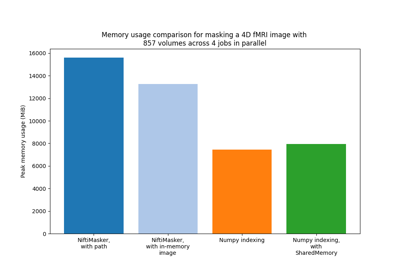 Memory usage comparison for masking a 4D fMRI image with
857 volumes across 4 jobs in parallel
Peak memory usage (MiB)
16000
14000
12000
10000
8000
6000
4000
2000
0
NiftiMasker,
with path
NiftiMasker,
with in-memory
image
Numpy indexing
Numpy indexing,
with
SharedMemory